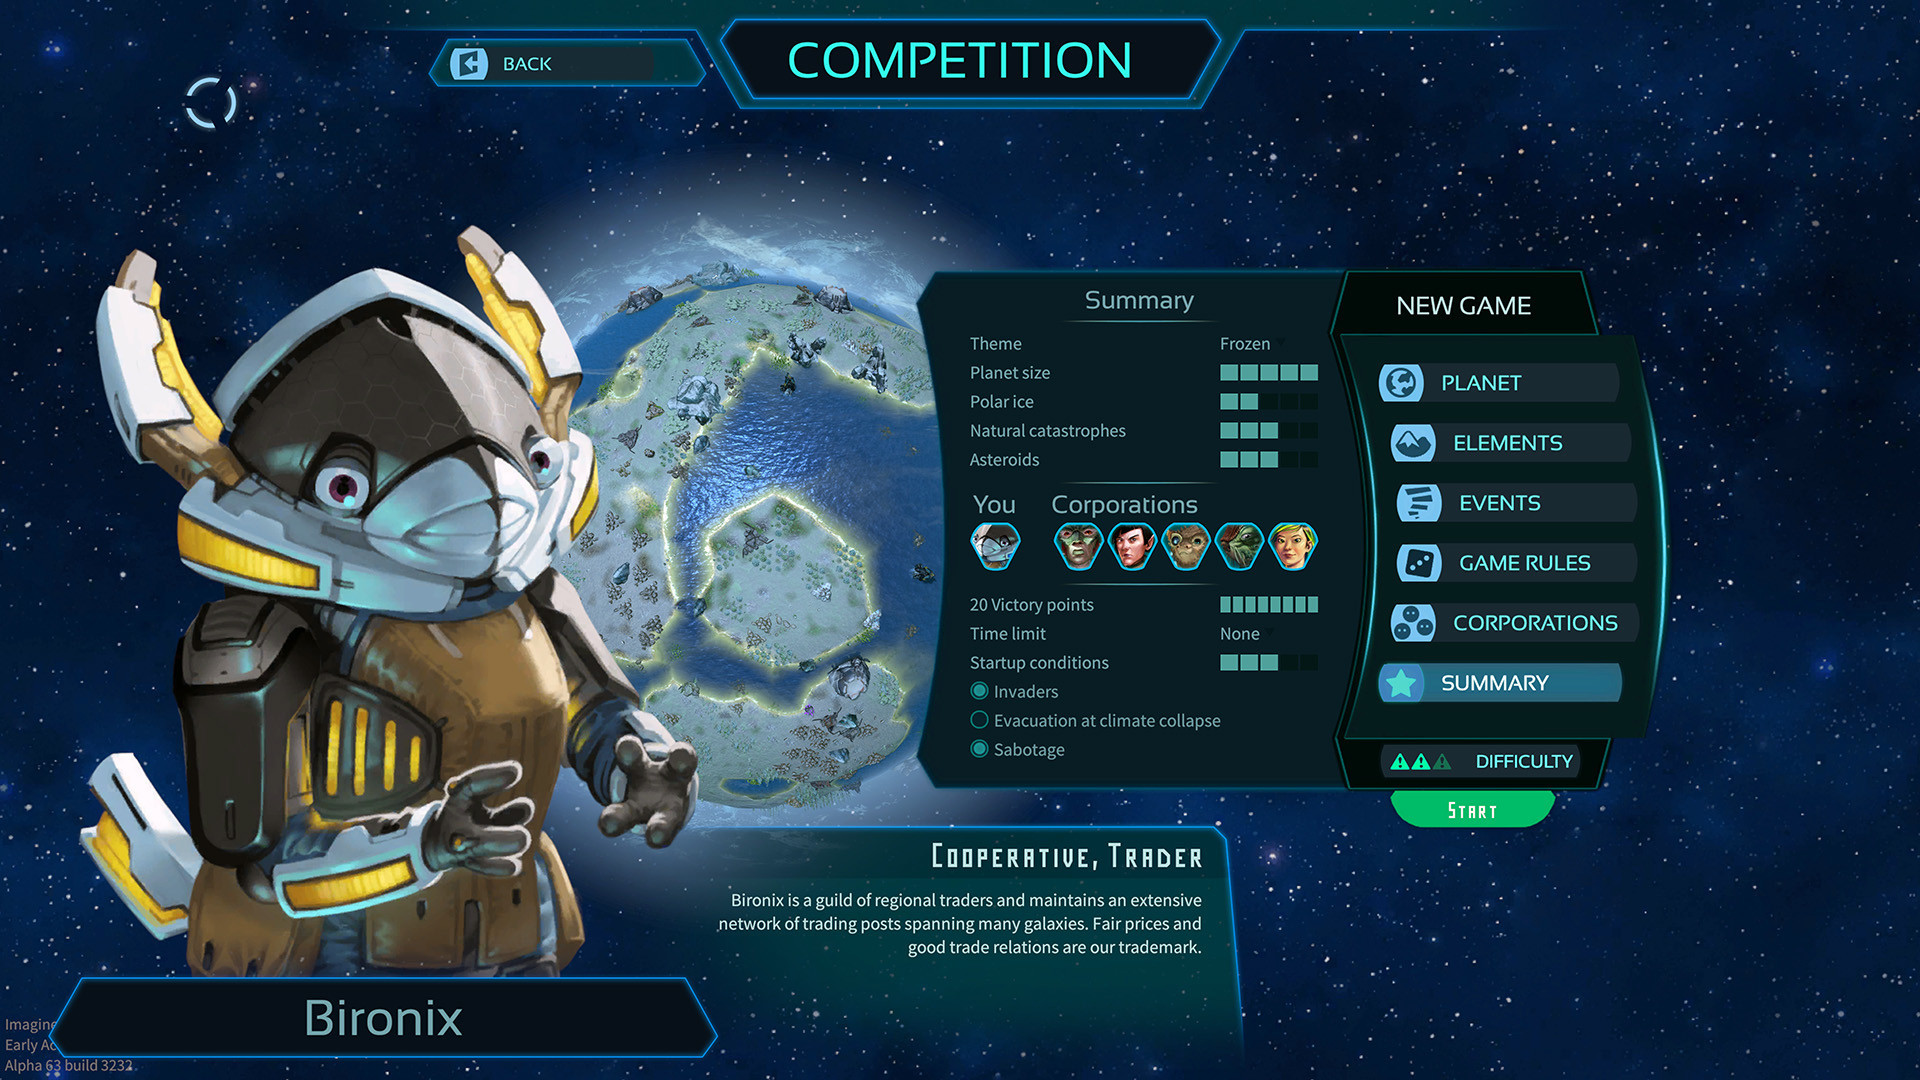 BACK
COMPETITION
Summary
Theme Frozen
Planet size
Polar ice
Natural catastrophes
Asteroids
You Corporations
20 Victory points
Time limit None
Startup conditions
Invaders
Evacuation at climate collapse
Sabotage
NEW GAME
PLANET
ELEMENTS
EVENTS
GAME RULES
CORPORATIONS
SUMMARY
DIFFICULTY
START
COOPERATIVE, TRADER
Bironix is a guild of regional traders and maintains an extensive
network of trading posts spanning many galaxies. Fair prices and
good trade relations are our trademark.
Bironix
Imagine
Early Ac
Alpha 63 build 3232